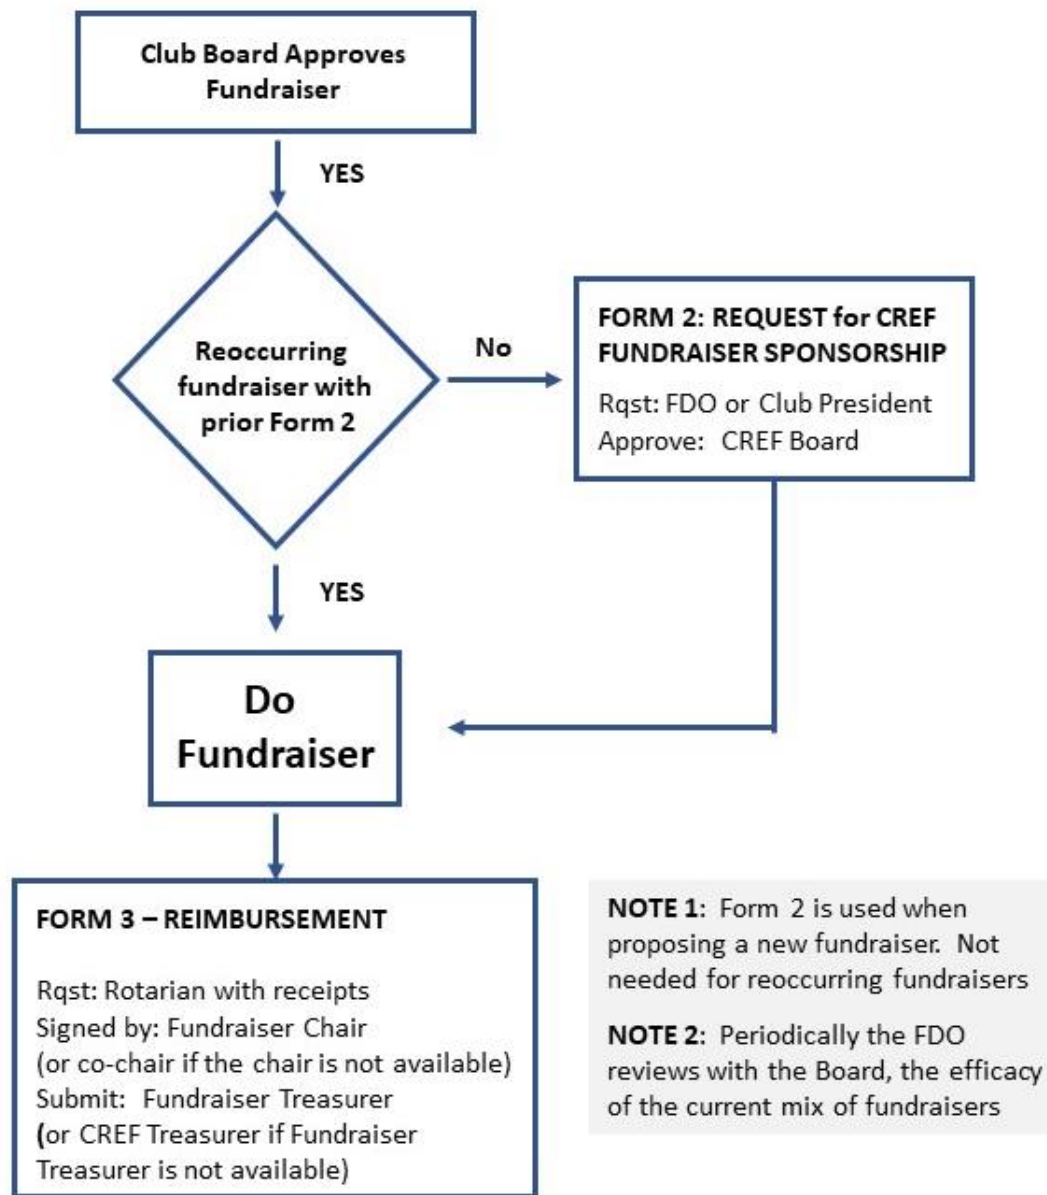 Club Board Approves
Fundraiser
YES
Reoccurring
fundraiser with
prior Form 2
No
FORM 2: REQUEST for CREF
FUNDRAISER SPONSORSHIP
Rqst: FDO or Club President
Approve: CREF Board
YES
Do
Fundraiser
FORM 3 – REIMBURSEMENT
Rqst: Rotarian with receipts
Signed by: Fundraiser Chair
(or co-chair if the chair is not available)
Submit: Fundraiser Treasurer
(or CREF Treasurer if Fundraiser
Treasurer is not available)
NOTE 1: Form 2 is used when
proposing a new fundraiser. Not
needed for reoccurring fundraisers
NOTE 2: Periodically the FDO
reviews with the Board, the efficacy
of the current mix of fundraisers